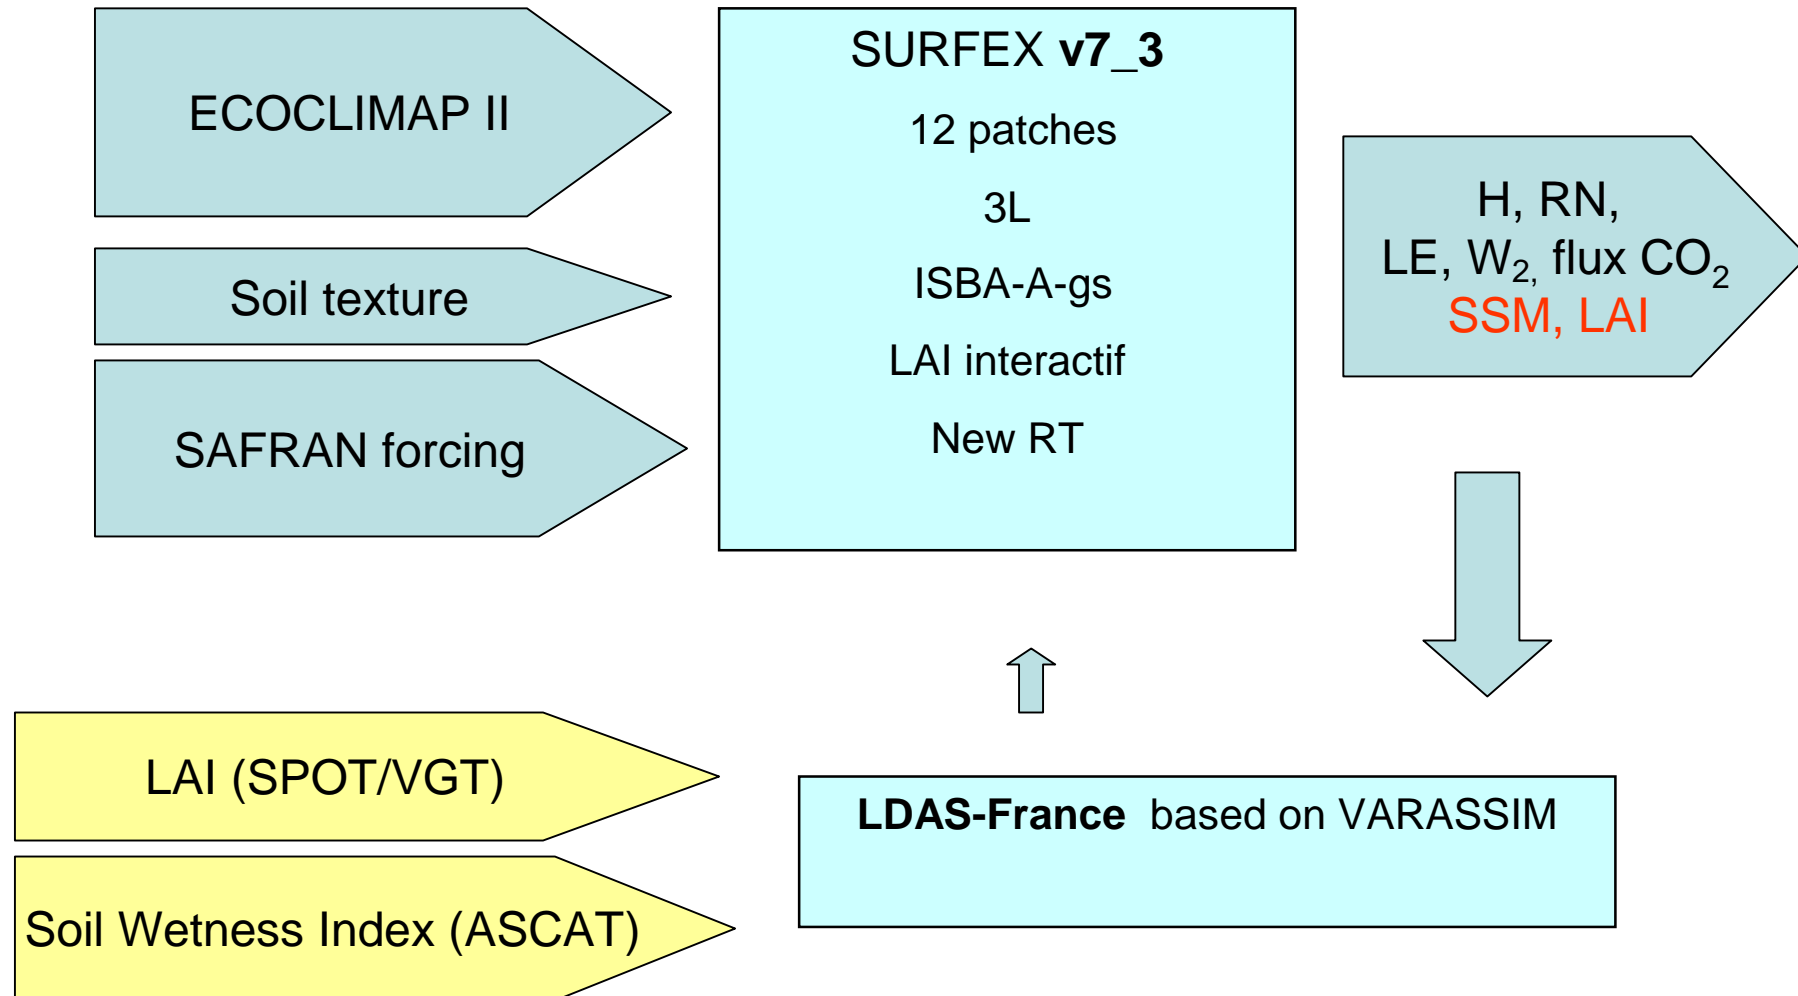 ECOCLIMAP II
Soil texture
SAFRAN forcing
SURFEX v7_3
12 patches
3L
ISBA-A-gs
LAI interactif
New RT
H, RN,
LE, W₂, flux CO₂
SSM, LAI
LAI (SPOT/VGT)
Soil Wetness Index (ASCAT)
LDAS-France based on VARASSIM